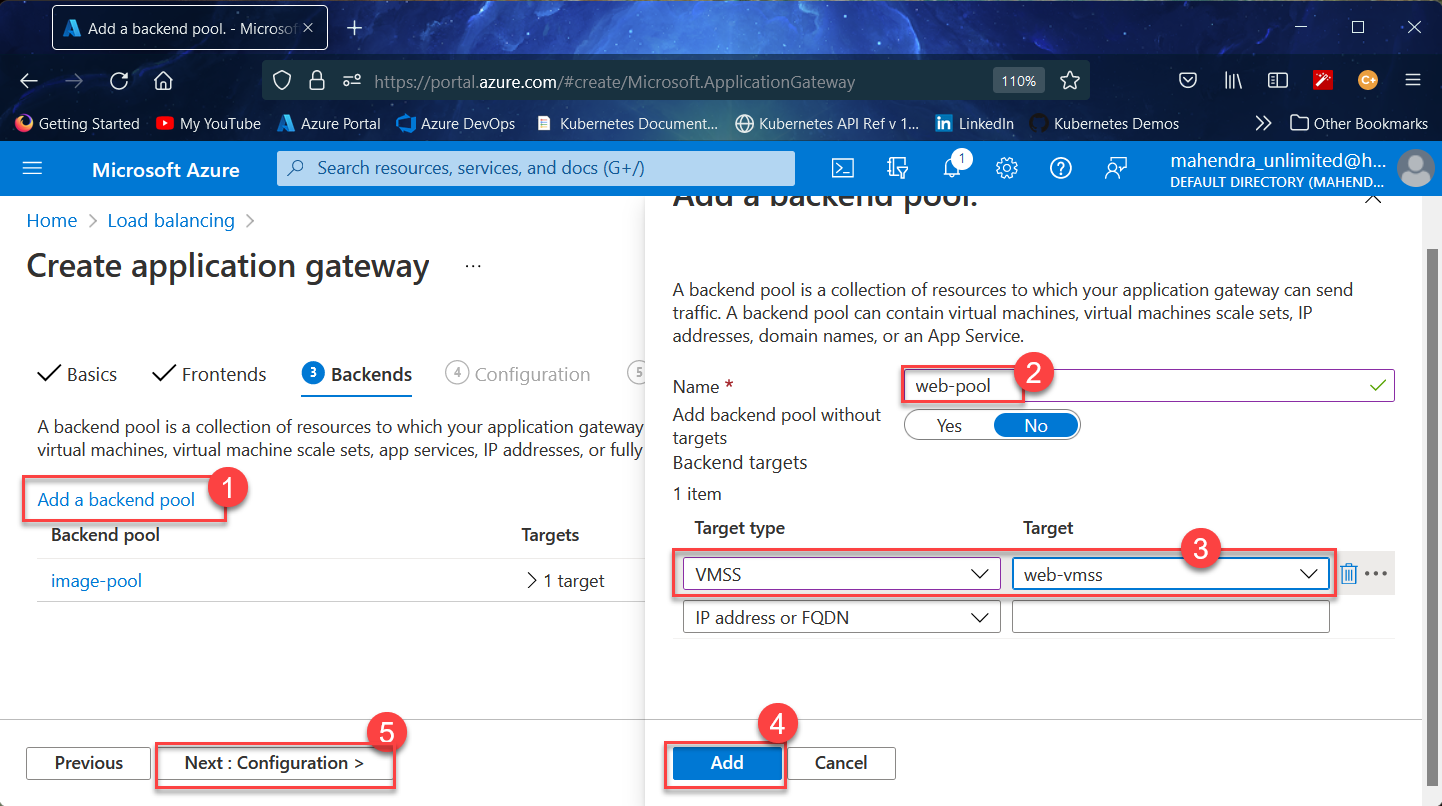 Add a backend pool. - Microsof
https://portal.azure.com/#create/Microsoft.ApplicationGateway
110%
C+
Getting Started
My YouTube
Azure Portal
Azure DevOps
Kubernetes Document...
Kubernetes API Ref v 1...
LinkedIn
Kubernetes Demos
Other Bookmarks
Microsoft Azure
Search resources, services, and docs (G+/)
1
mahendra_unlimited@h...
DEFAULT DIRECTORY (MAHEND...
Home > Load balancing >
Create application gateway
...
Basics
Frontends
3 Backends
4 Configuration
5
A backend pool is a collection of resources to which your application gateway
virtual machines, virtual machine scale sets, app services, IP addresses, or fully
Add a backend pool
1
Backend pool Targets
image-pool > 1 target
Previous
Next : Configuration >
5
Add a backend pool.
A backend pool is a collection of resources to which your application gateway can send
traffic. A backend pool can contain virtual machines, virtual machines scale sets, IP
addresses, domain names, or an App Service.
Name *
web-pool
2
Add backend pool without
targets
Yes No
Backend targets
1 item
Target type Target
3
VMSS web-vmss
IP address or FQDN
4
Add
Cancel